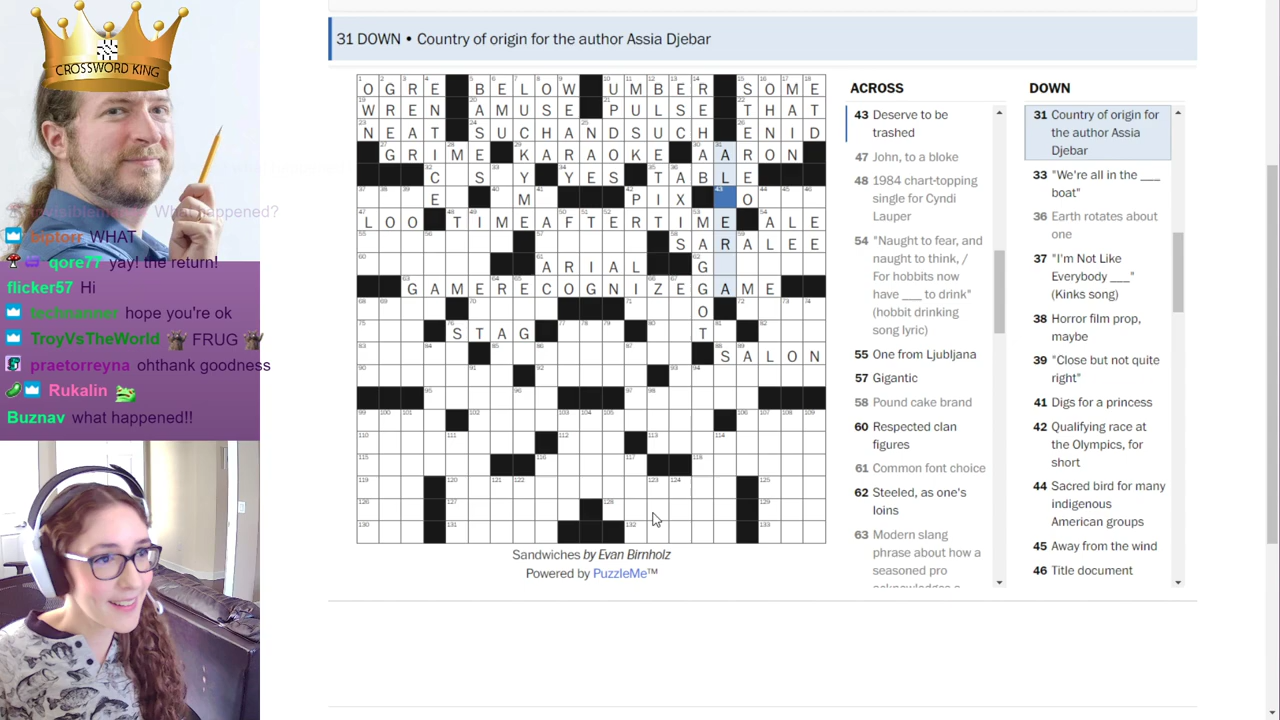 CROSSWORD KING
What happened?
WHAT
qore77 yay! the return!
flicker57 Hi
hope you're ok
TroyVsTheWorld FRUG
praetorreyna ohthank goodness
Rukalin
Buznav what happened!!
31 DOWN • Country of origin for the author Assia Djebar
OGRE BELOW UMBER SOME
WREN AMUSE PULSE THAT
NEAT SUCHANDSUCH ENID
GRIME KARAOKE AARON
C Y YES TABLE
E M PIX O
LOO TIMEAFTERTIME ALE
SARALEE
ARIAL G
GAMERECOGNIZEGAME
O
STAG T
SALON
Sandwiches by Evan Birnholz
Powered by PuzzleMe™
ACROSS
43 Deserve to be
trashed
47 John, to a bloke
48 1984 chart-topping
single for Cyndi
Lauper
54 "Naught to fear, and
naught to think, /
For hobbits now
have ___ to drink"
(hobbit drinking
song lyric)
55 One from Ljubljana
57 Gigantic
58 Pound cake brand
60 Respected clan
figures
61 Common font choice
62 Steeled, as one's
loins
63 Modern slang
phrase about how a
seasoned pro
DOWN
31 Country of origin for
the author Assia
Djebar
33 "We're all in the ___
boat"
36 Earth rotates about
one
37 "I'm Not Like
Everybody ___"
(Kinks song)
38 Horror film prop,
maybe
39 "Close but not quite
right"
41 Digs for a princess
42 Qualifying race at
the Olympics, for
short
44 Sacred bird for many
indigenous
American groups
45 Away from the wind
46 Title document